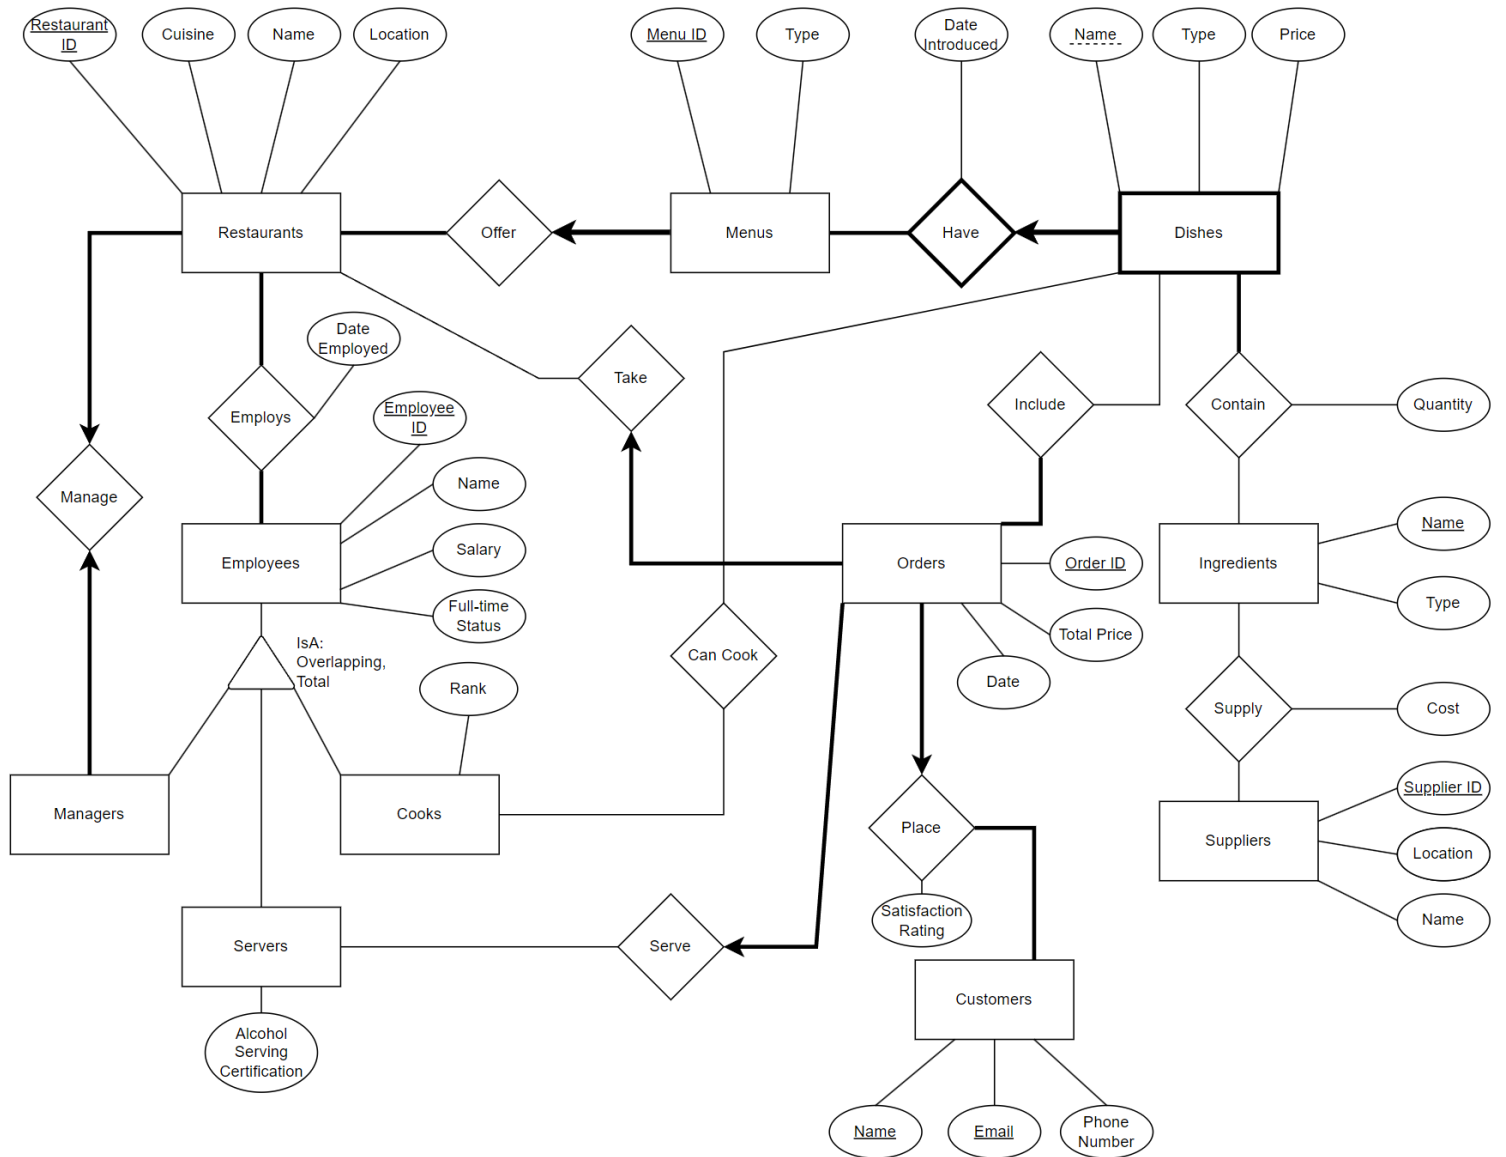 Restaurant
ID
Cuisine
Name
Location
Menu ID
Type
Date
Introduced
Name
Type
Price
Restaurants
Offer
Menus
Have
Dishes
Date
Employed
Take
Employs
Employee
ID
Include
Contain
Quantity
Manage
Name
Employees
Salary
Full-time
Status
Orders
Order ID
Ingredients
Name
Type
IsA:
Overlapping,
Total
Total Price
Can Cook
Date
Rank
Supply
Cost
Managers
Cooks
Place
Suppliers
Supplier ID
Location
Name
Satisfaction
Rating
Servers
Serve
Customers
Alcohol
Serving
Certification
Name
Email
Phone
Number